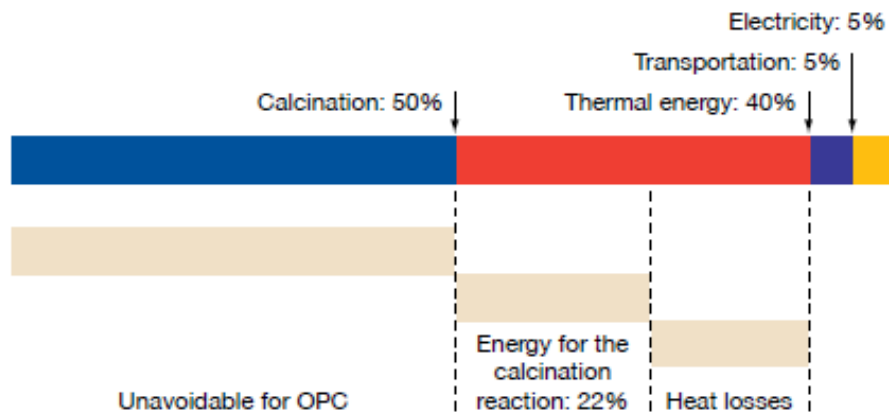 Electricity: 5%
Transportation: 5%
Calcination: 50%
Thermal energy: 40%
Energy for the
calcination
Unavoidable for OPC
reaction: 22%
Heat losses